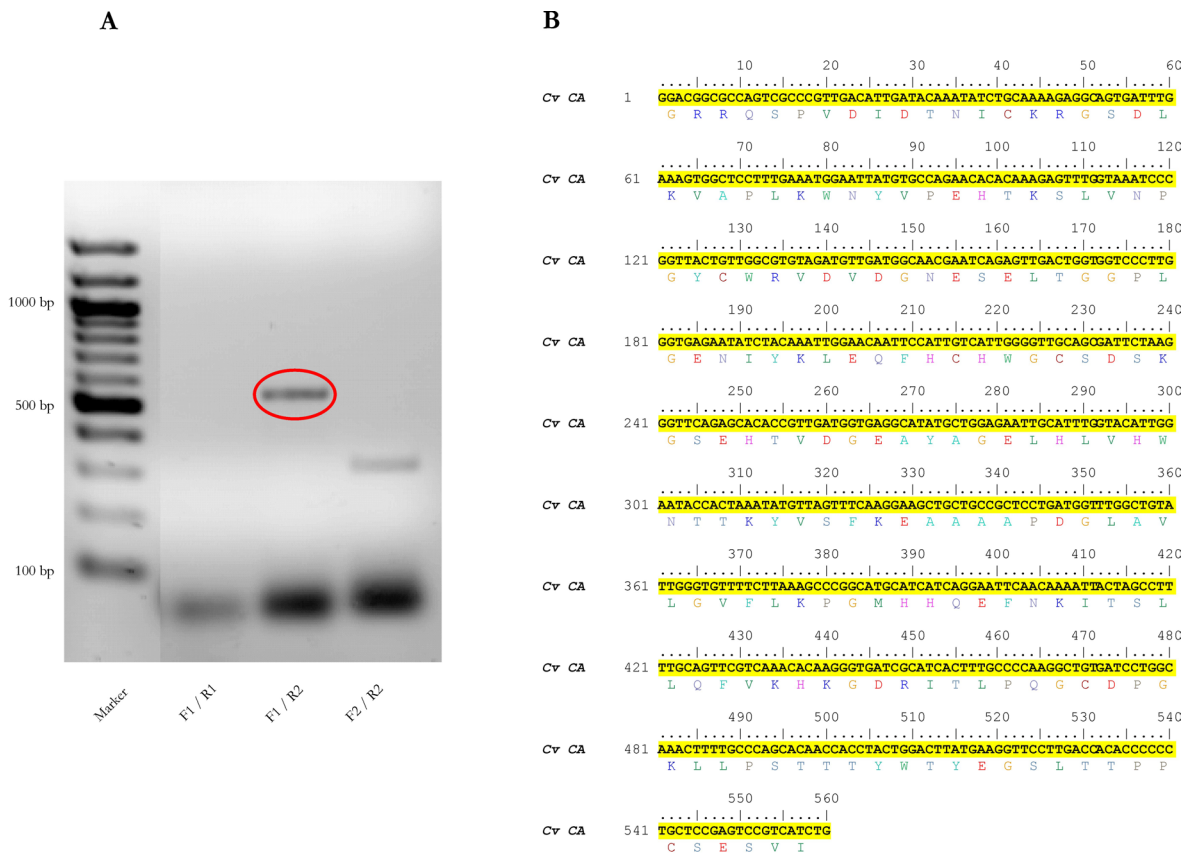 A
1000 bp
500 bp
100 bp
Marker
F1 / R1
F1 / R2
F2 / R2
B
10 20 30 40 50 60
Cv CA 1 GGACGGCGCCAGTCGCCCGTTGACATTGATACAAATATCTGCAAAAGAGGCAGTGATTTG
G R R Q S P V D I D T N I C K R G S D L
70 80 90 100 110 120
Cv CA 61 AAAGTGGCTCCTTTGAAATGGAATTATGTGCCAGAACACACAAAGAGTTTGGTAAATCCC
K V A P L K W N Y V P E H T K S L V N P
130 140 150 160 170 180
Cv CA 121 GGTTACTGTTGGCGTGTAGATGTTGATGGCAACGAATCAGAGTTGACTGGTGGTCCCTTG
G Y C W R V D V D G N E S E L T G G P L
190 200 210 220 230 240
Cv CA 181 GGTGAGAATATCTACAAATTGGAACAATTCCATTGTCATTGGGGTTGCAGCGATTCTAAG
G E N I Y K L E Q F H C H W G C S D S K
250 260 270 280 290 300
Cv CA 241 GGTTCAGAGCACACCGTTGATGGTGAGGCATATGCTGGAGAATTGCATTTGGTACATTGG
G S E H T V D G E A Y A G E L H L V H W
310 320 330 340 350 360
Cv CA 301 AATACCACTAAATATGTTAGTTTCAAGGAAGCTGCTGCCGCTCCTGATGGTTTGGCTGTA
N T T K Y V S F K E A A A A P D G L A V
370 380 390 400 410 420
Cv CA 361 TTGGGTGTTTTCTTAAAGCCCGGCATGCATCATCAGGAATTCAACAAAATTACTAGCCTT
L G V F L K P G M H H Q E F N K I T S L
430 440 450 460 470 480
Cv CA 421 TTGCAGTTCGTCAAACACAAGGGTGATCGCATCACTTTGCCCCAAGGCTGTGATCCTGGC
L Q F V K H K G D R I T L P Q G C D P G
490 500 510 520 530 540
Cv CA 481 AAACTTTTGCCCAGCACAACCACCTACTGGACTTATGAAGGTTCCTTGACCACACCCCCC
K L L P S T T T Y W T Y E G S L T T P P
550 560
Cv CA 541 TGCTCCGAGTCCGTCATCTG
C S E S V I